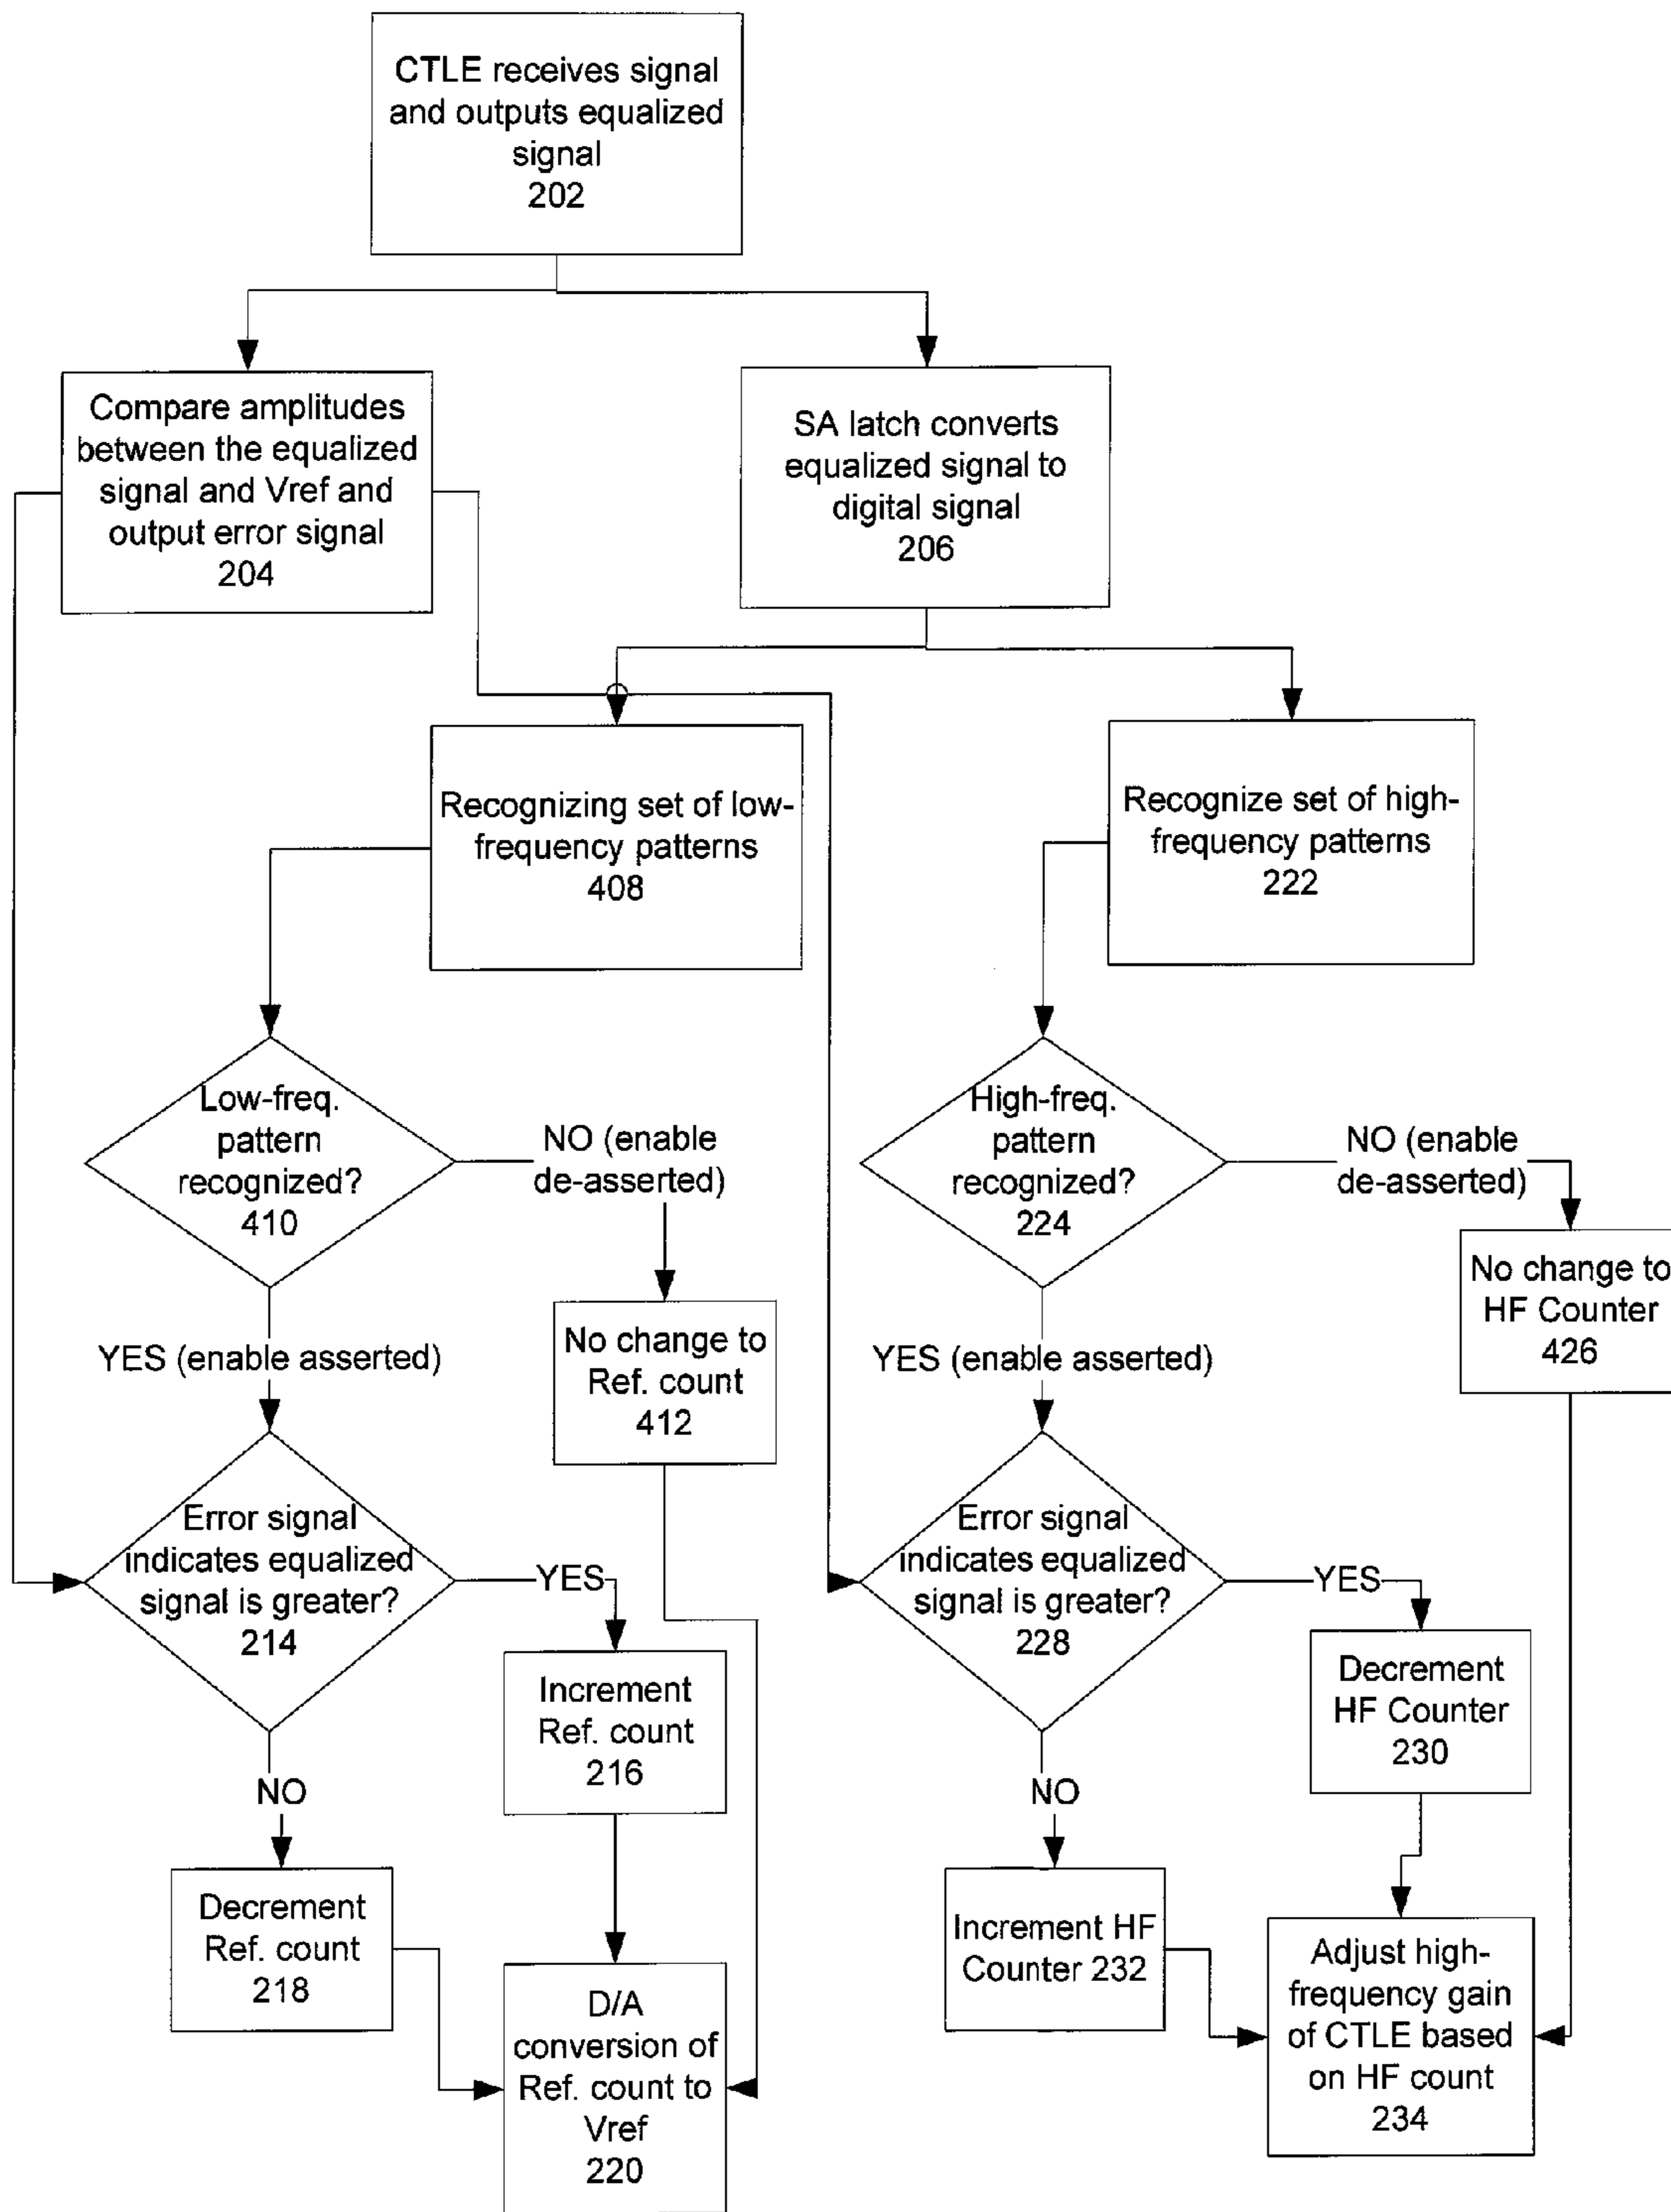 CTLE receives signal
and outputs equalized
signal
202
Compare amplitudes
between the equalized
signal and Vref and
output error signal
204
SA latch converts
equalized signal to
digital signal
206
Recognizing set of low-
frequency patterns
408
Recognize set of high-
frequency patterns
222
Low-freq.
pattern
recognized?
410
NO (enable
de-asserted)
High-freq.
pattern
recognized?
224
NO (enable
de-asserted)
No change to
HF Counter
426
YES (enable asserted)
No change to
Ref. count
412
YES (enable asserted)
Error signal
indicates equalized
signal is greater?
214
YES
Error signal
indicates equalized
signal is greater?
228
YES
Increment
Ref. count
216
Decrement
HF Counter
230
NO
NO
Decrement
Ref. count
218
Increment HF
Counter 232
D/A
conversion of
Ref. count to
Vref
220
Adjust high-
frequency gain
of CTLE based
on HF count
234